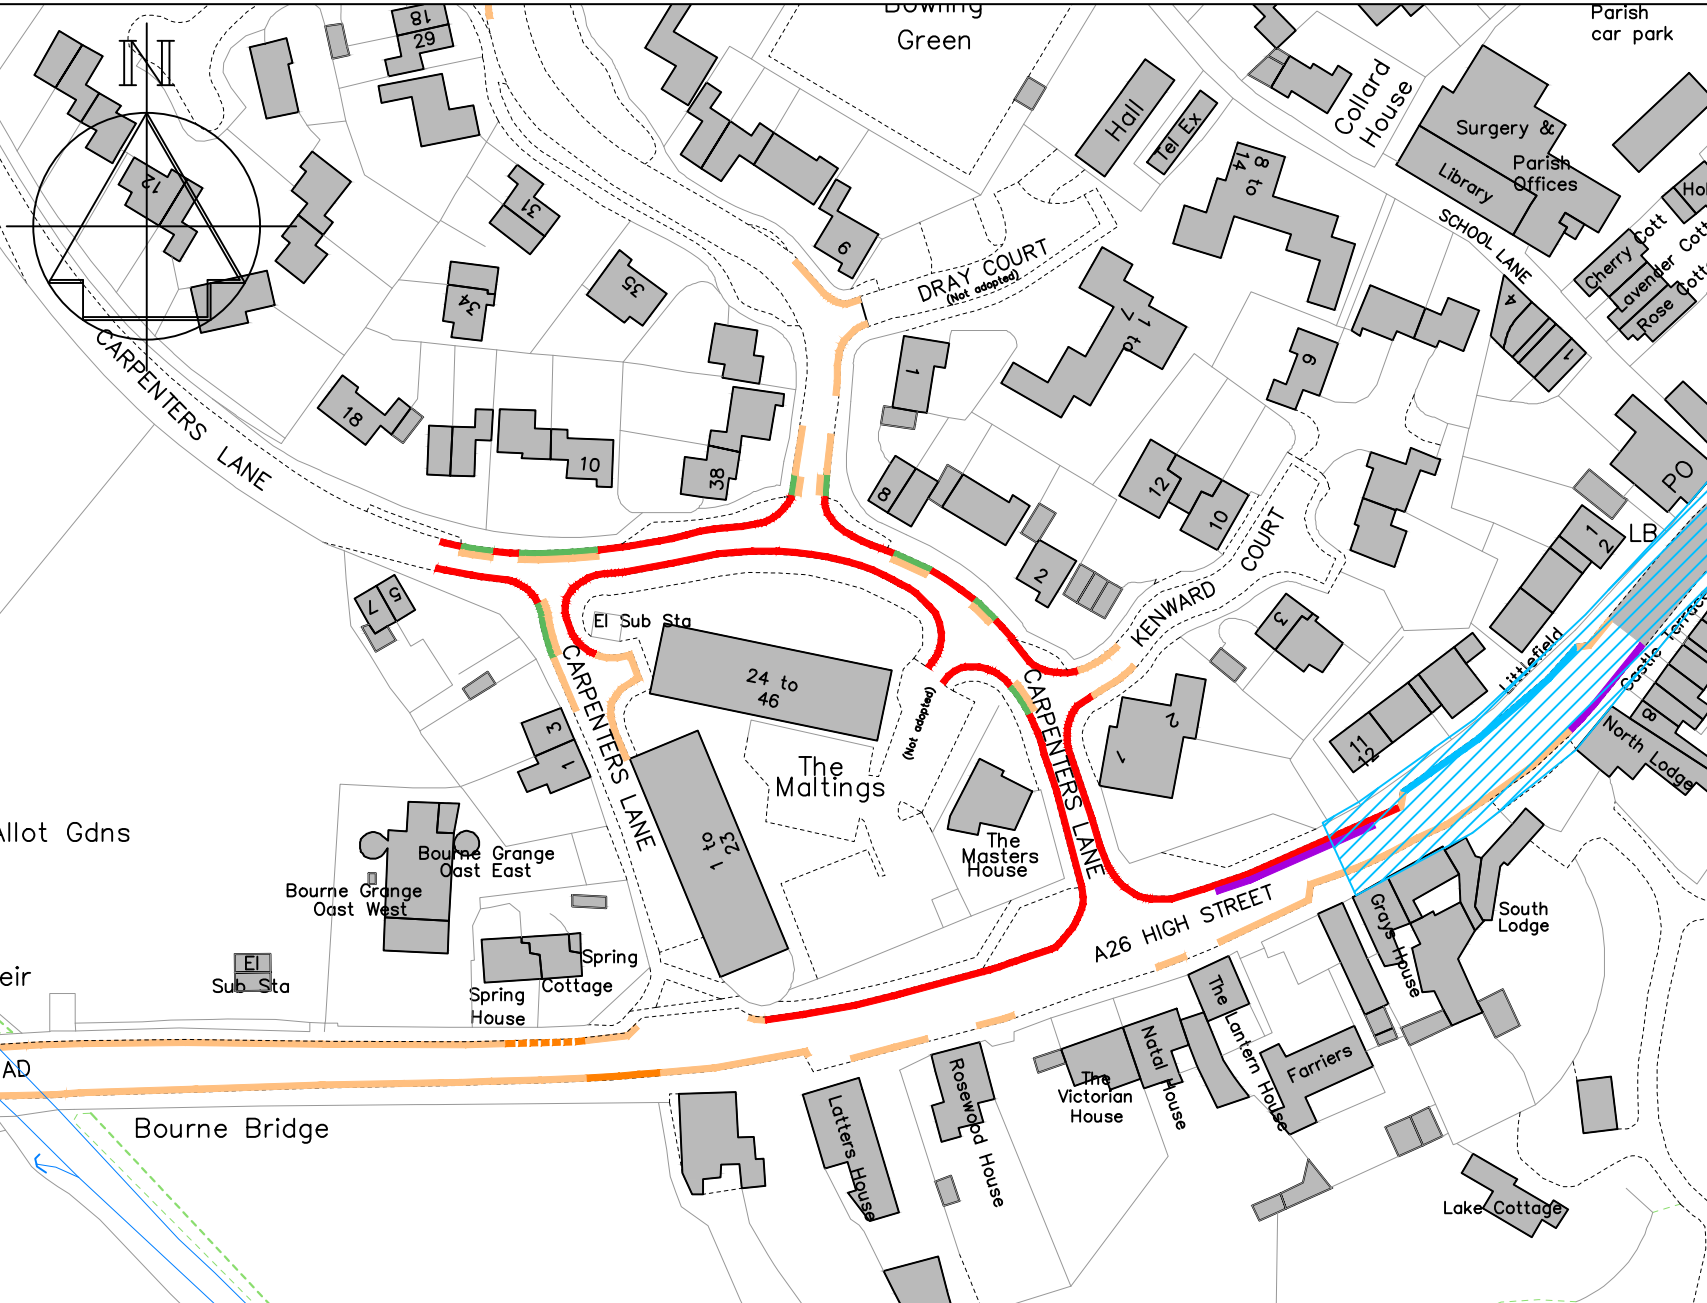 Bowling
Green
Parish
car park
18
29
N
12
31
35
34
9
Hall
Tel Ex
Collard
House
8 to
14
Surgery &
Parish
Offices
Library
SCHOOL LANE
Cherry Cott
Lavender Cott
Rose Cott
4
1
DRAY COURT
(Not adopted)
1 to
7
6
1
CARPENTERS LANE
18
10
38
8
12
10
2
KENWARD COURT
3
PO
LB
1
2
5
7
El Sub Sta
24 to
46
CARPENTERS LANE
3
1
The
Maltings
(Not adopted)
CARPENTERS LANE
2
1
11
12
Littlefield
Castle Terrace
8
North Lodge
Allot Gdns
Bourne Grange
Oast East
Bourne Grange
Oast West
1 to
23
The
Masters
House
A26 HIGH STREET
Grays House
South
Lodge
El
Sub Sta
Spring
Cottage
Spring
House
The
Lantern House
Natal House
The
Victorian
House
Farriers
Rosewood House
Latters House
Bourne Bridge
Lake Cottage